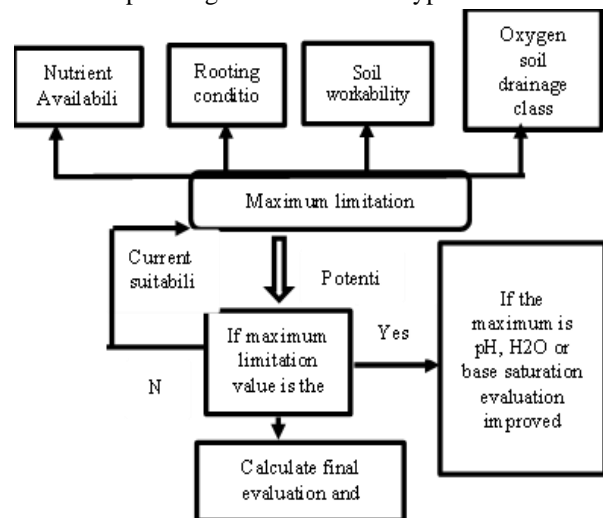 Nutrient
Availabili
Rooting
conditio
Soil
workability
Oxygen
soil
drainage
class
Maximum limitation
Current
suitabili
Potenti
If maximum
limitation
value is the
Yes
N
If the
maximum is
pH, H2O or
base saturation
evaluation
improved
Calculate final
evaluation and